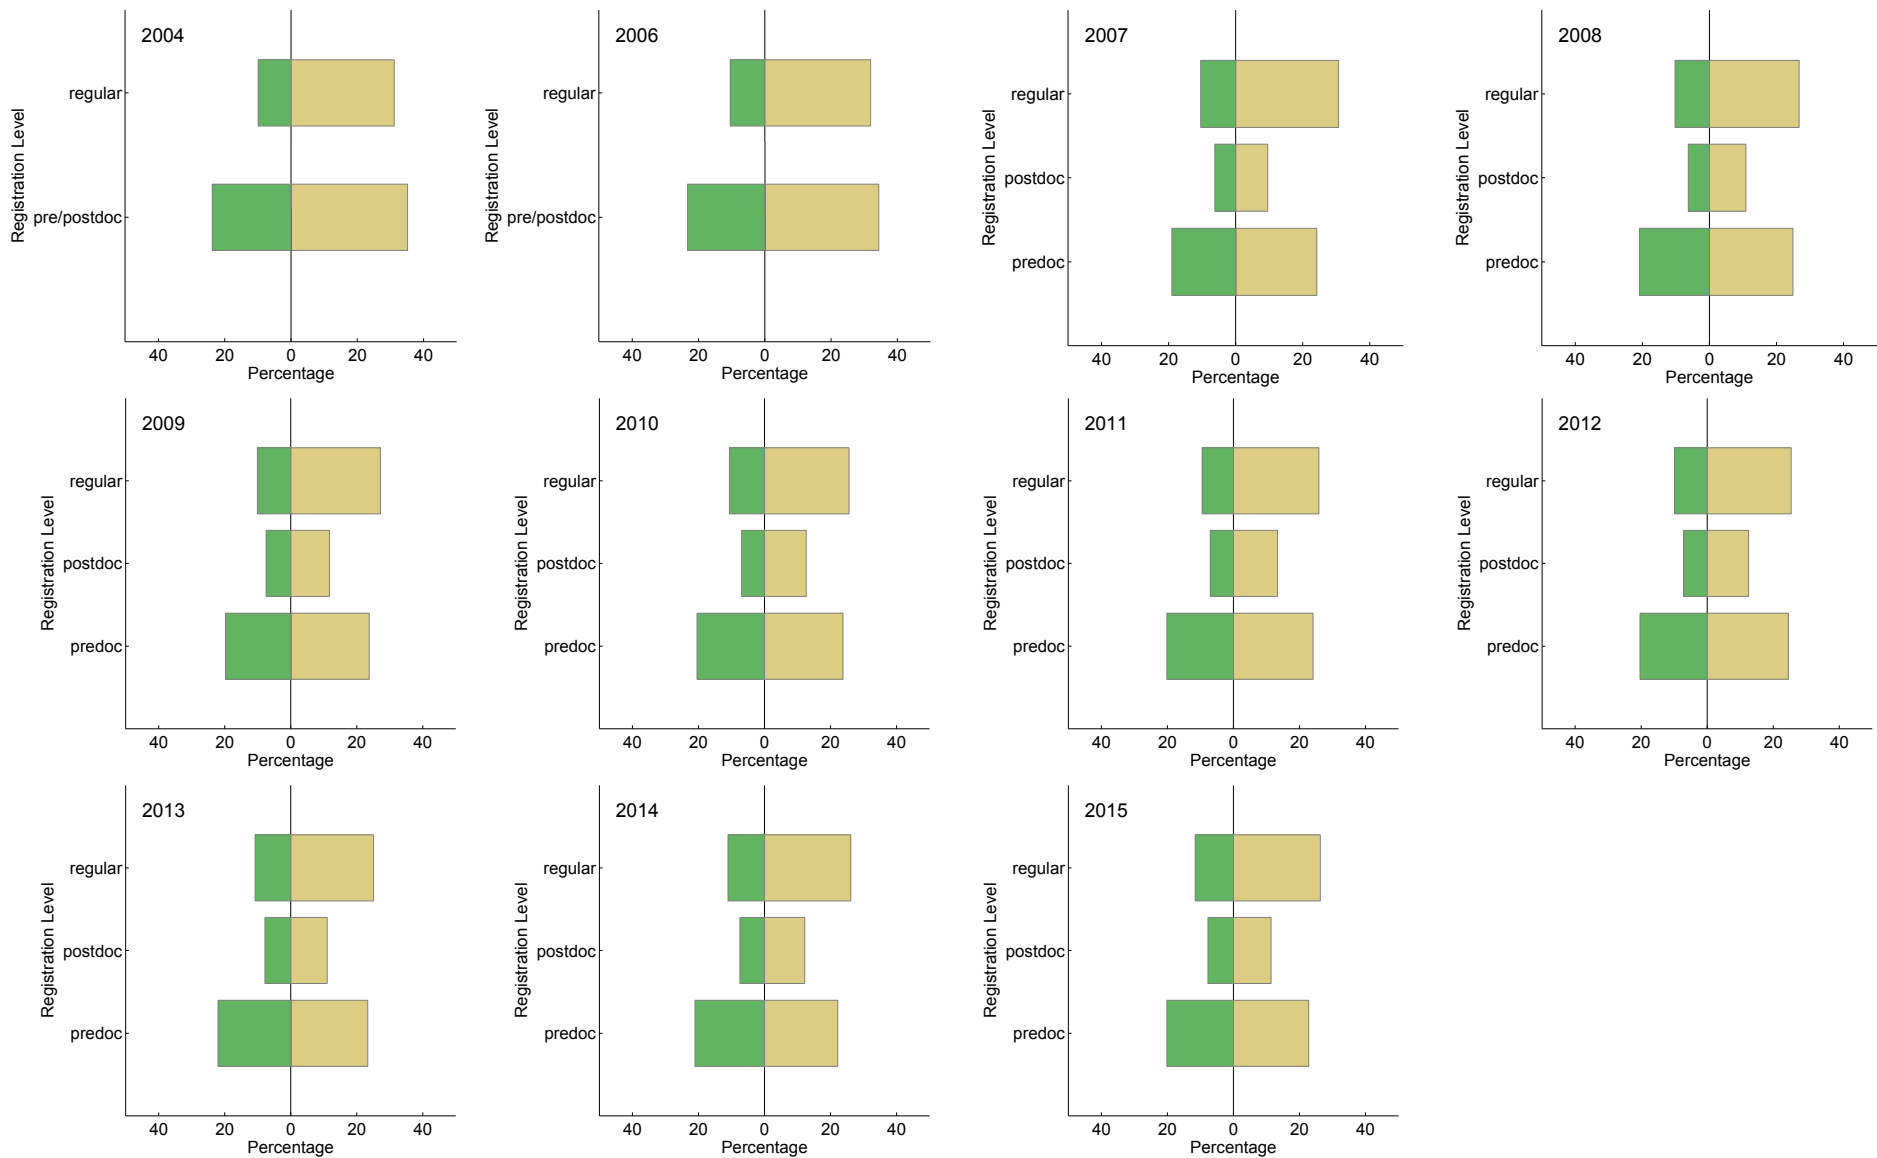 2004
Registration Level
regular
pre/postdoc
40 20 0 20 40
Percentage
2006
Registration Level
regular
pre/postdoc
40 20 0 20 40
Percentage
2007
Registration Level
regular
postdoc
predoc
40 20 0 20 40
Percentage
2008
Registration Level
regular
postdoc
predoc
40 20 0 20 40
Percentage
2009
Registration Level
regular
postdoc
predoc
40 20 0 20 40
Percentage
2010
Registration Level
regular
postdoc
predoc
40 20 0 20 40
Percentage
2011
Registration Level
regular
postdoc
predoc
40 20 0 20 40
Percentage
2012
Registration Level
regular
postdoc
predoc
40 20 0 20 40
Percentage
2013
Registration Level
regular
postdoc
predoc
40 20 0 20 40
Percentage
2014
Registration Level
regular
postdoc
predoc
40 20 0 20 40
Percentage
2015
Registration Level
regular
postdoc
predoc
40 20 0 20 40
Percentage